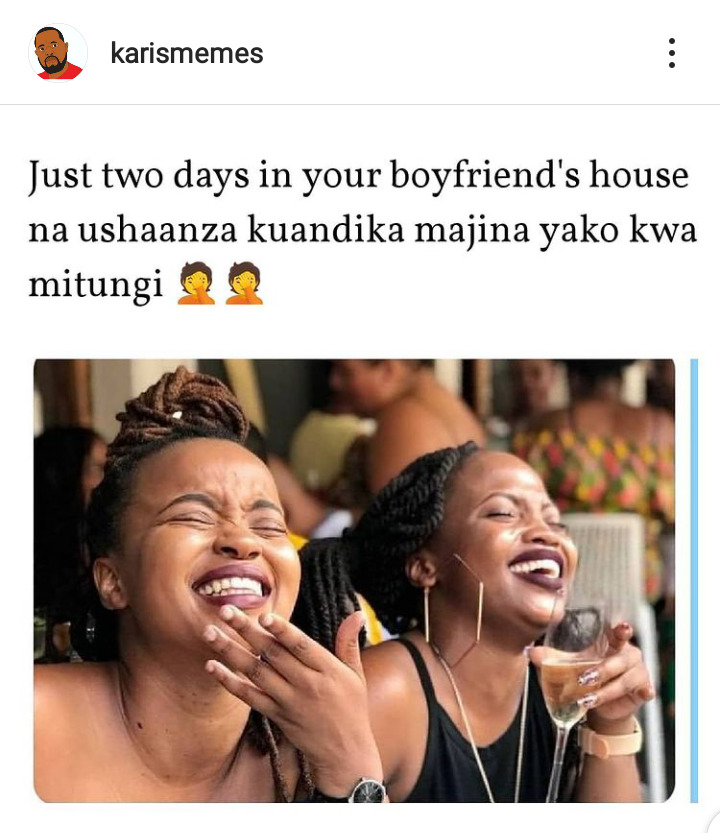 karismemes
Just two days in your boyfriend's house
na ushaanza kuandika majina yako kwa
mitungi 🤦🤦